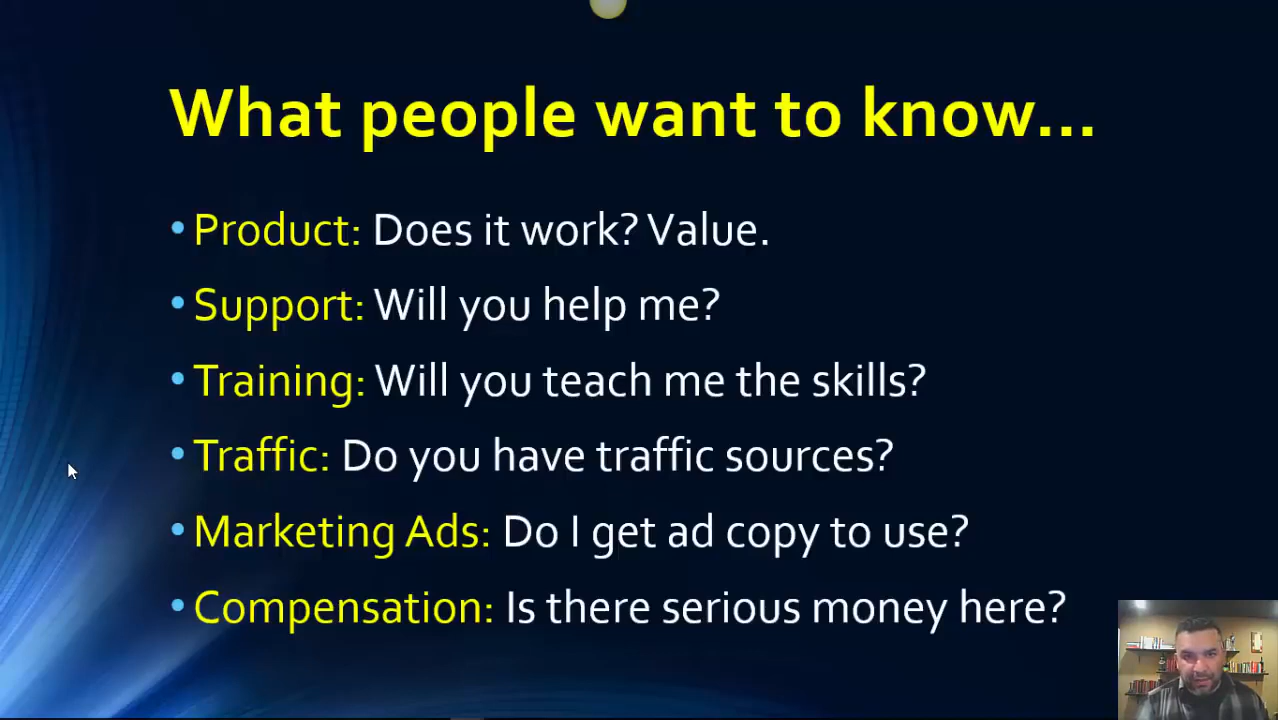 What people want to know...
• Product: Does it work? Value.
• Support: Will you help me?
• Training: Will you teach me the skills?
• Traffic: Do you have traffic sources?
• Marketing Ads: Do I get ad copy to use?
• Compensation: Is there serious money here?